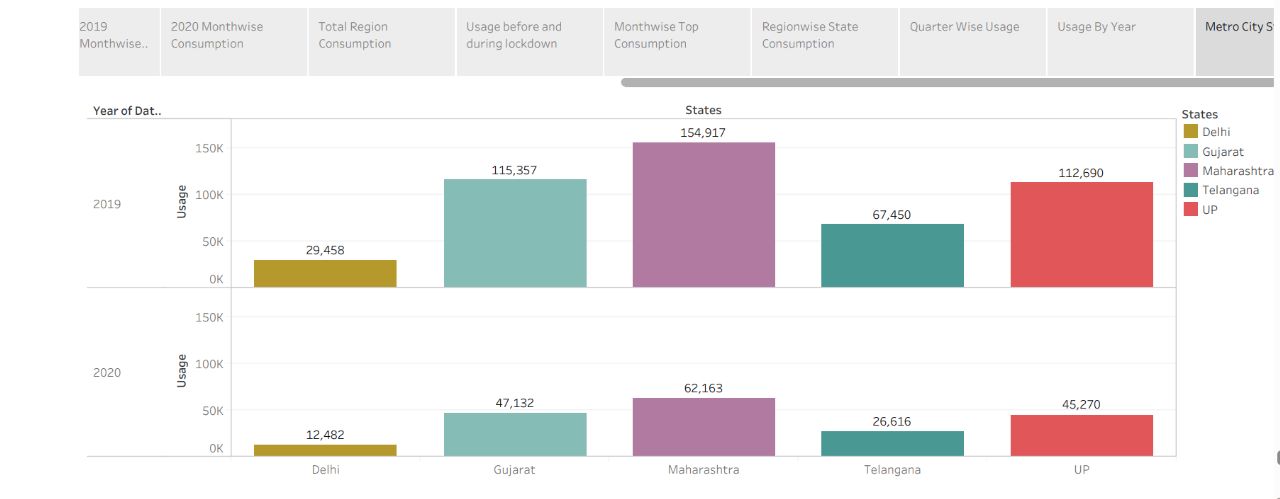 2019
Monthwise..
2020 Monthwise
Consumption
Total Region
Consumption
Usage before and
during lockdown
Monthwise Top
Consumption
Regionwise State
Consumption
Quarter Wise Usage
Usage By Year
Metro City S
Year of Dat..
States
States
Delhi
Gujarat
Maharashtra
Telangana
UP
2019
Usage
150K
100K
50K
0K
29,458
115,357
154,917
67,450
112,690
2020
Usage
150K
100K
50K
0K
12,482
47,132
62,163
26,616
45,270
Delhi
Gujarat
Maharashtra
Telangana
UP